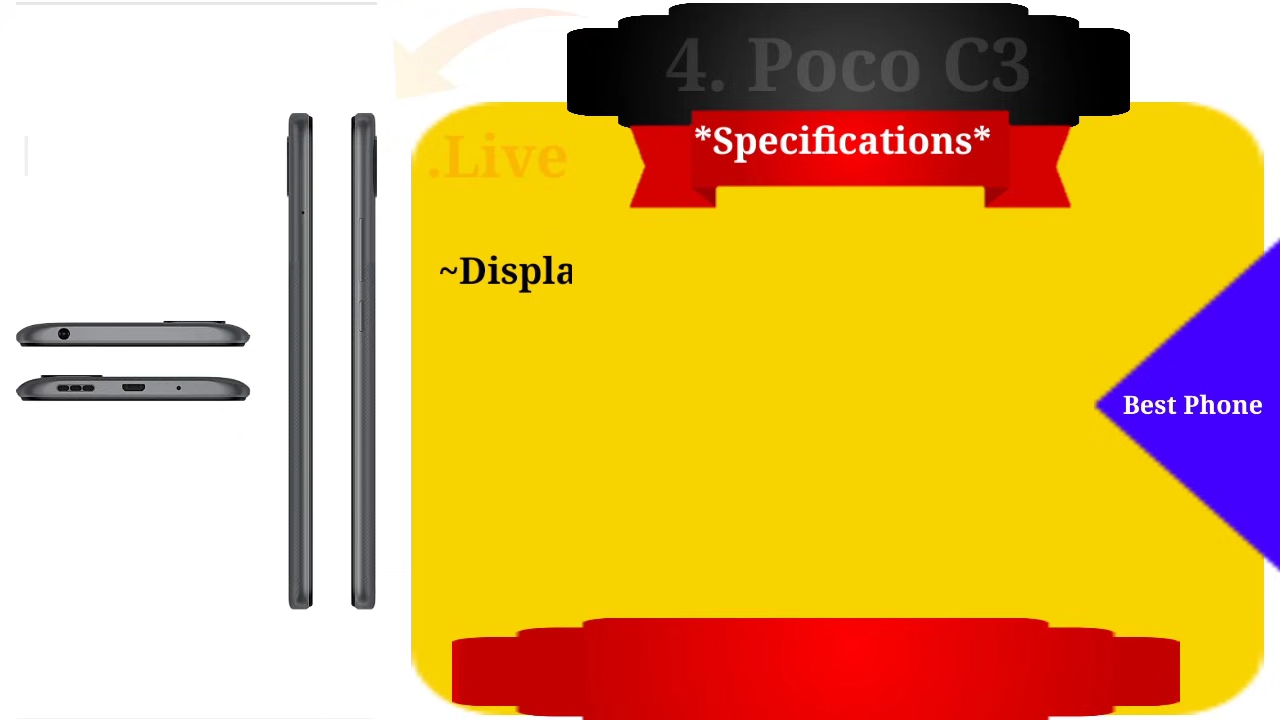 4. Poco C3
*Specifications*
.Live
~Displa
Best Phone